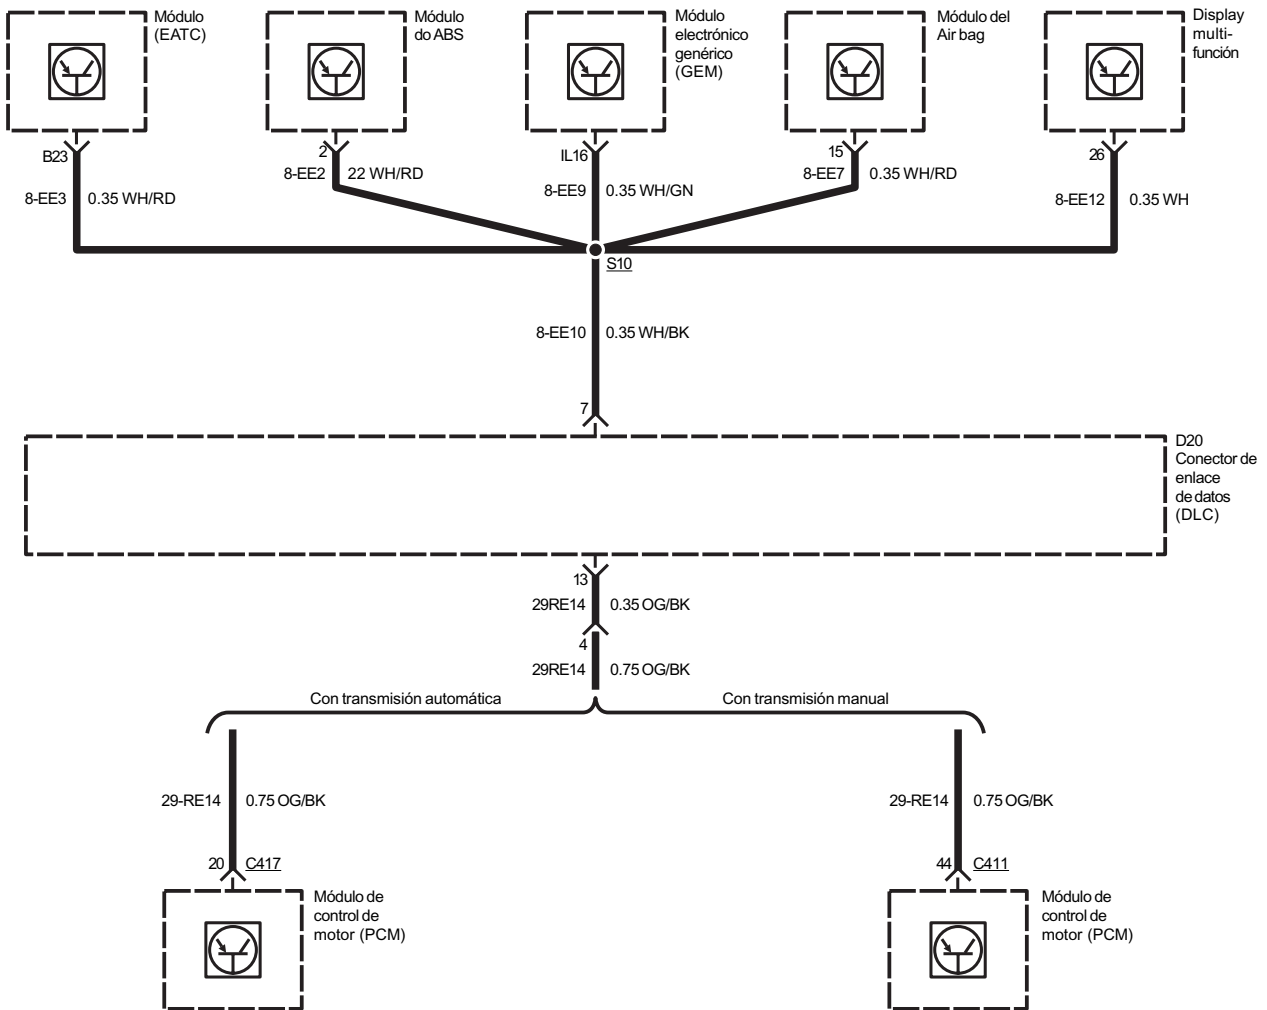 Módulo
(EATC)
Módulo
do ABS
Módulo
electrónico
genérico
(GEM)
Módulo del
Air bag
Display
multi-
función
B23
2
IL16
15
26
8-EE3
0.35 WH/RD
8-EE2
22 WH/RD
8-EE9
0.35 WH/GN
8-EE7
0.35 WH/RD
8-EE12
0.35 WH
S10
8-EE10
0.35 WH/BK
7
D20
Conector de
enlace
de datos
(DLC)
13
29RE14
0.35 OG/BK
4
29RE14
0.75 OG/BK
Con transmisión automática
Con transmisión manual
29-RE14
0.75 OG/BK
29-RE14
0.75 OG/BK
20
C417
44
C411
Módulo de
control de
motor (PCM)
Módulo de
control de
motor (PCM)